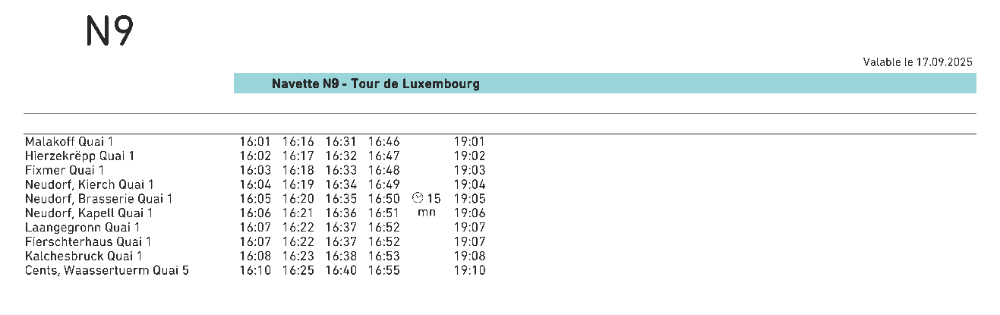 N9
Valable le 17.09.2025
Navette N9 - Tour de Luxembourg
Malakoff Quai 1 16:01 16:16 16:31 16:46 19:01
Hierzekrëpp Quai 1 16:02 16:17 16:32 16:47 19:02
Fixmer Quai 1 16:03 16:18 16:33 16:48 19:03
Neudorf, Kierch Quai 1 16:04 16:19 16:34 16:49 19:04
Neudorf, Brasserie Quai 1 16:05 16:20 16:35 16:50 15 19:05
Neudorf, Kapell Quai 1 16:06 16:21 16:36 16:51 mn 19:06
Laangegronn Quai 1 16:07 16:22 16:37 16:52 19:07
Fierschterhaus Quai 1 16:07 16:22 16:37 16:52 19:07
Kalchesbruck Quai 1 16:08 16:23 16:38 16:53 19:08
Cents, Waassertuerm Quai 5 16:10 16:25 16:40 16:55 19:10